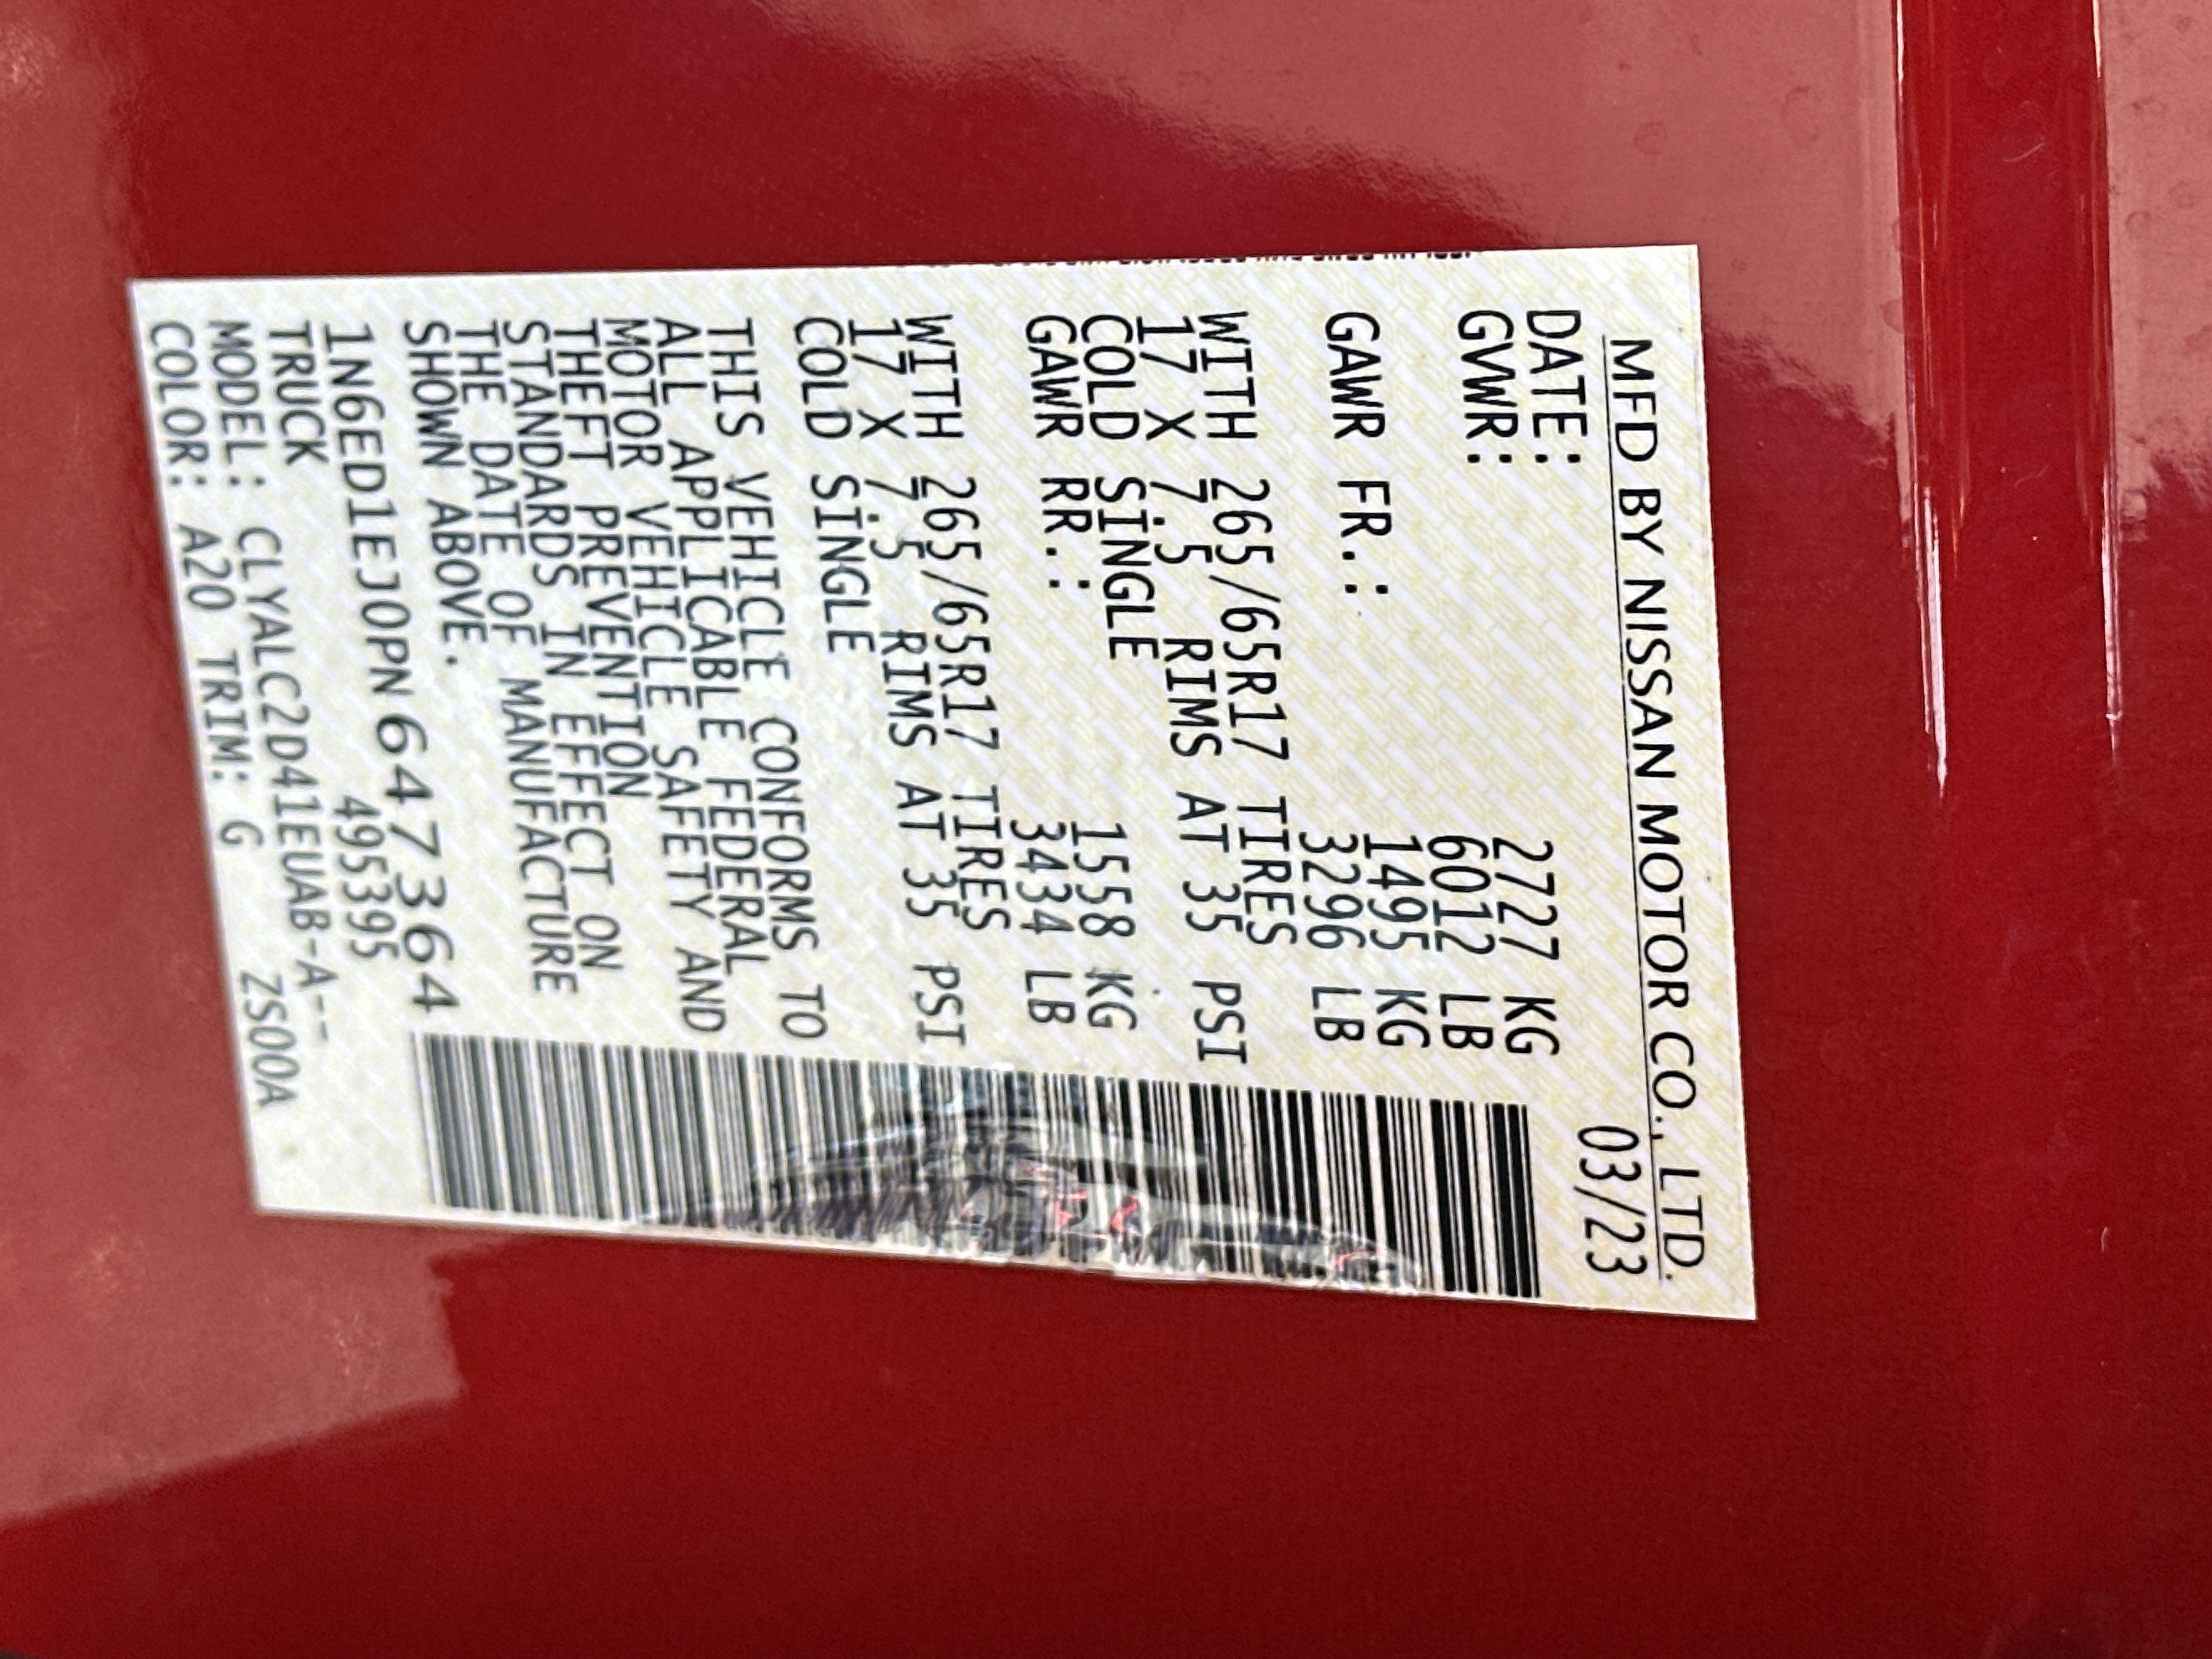 MFD BY NISSAN MOTOR CO., LTD.
DATE: 03/23
GVWR: 2727 KG
6012 LB
GAWR FR.: 1495 KG
3296 LB
WITH 265/65R17 TIRES
17 X 7.5 RIMS AT 35 PSI
COLD SINGLE
GAWR RR.: 1558 KG
3434 LB
WITH 265/65R17 TIRES
17 X 7.5 RIMS AT 35 PSI
COLD SINGLE
THIS VEHICLE CONFORMS TO
ALL APPLICABLE FEDERAL
MOTOR VEHICLE SAFETY AND
THEFT PREVENTION
STANDARDS IN EFFECT ON
THE DATE OF MANUFACTURE
SHOWN ABOVE.
1N6ED1EJ0PN647364
TRUCK 495395
MODEL: CLYALC2D41EUAB-A--
COLOR: A20 TRIM: G ZS00A